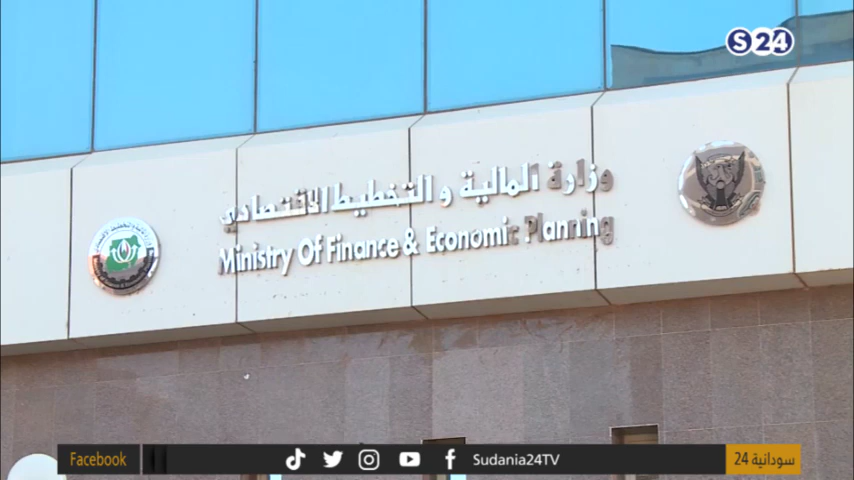 S24
وزارة المالية و التخطيط الاقتصادي
Ministry Of Finance & Economic Planning
Facebook
Sudania24TV
سودانية 24